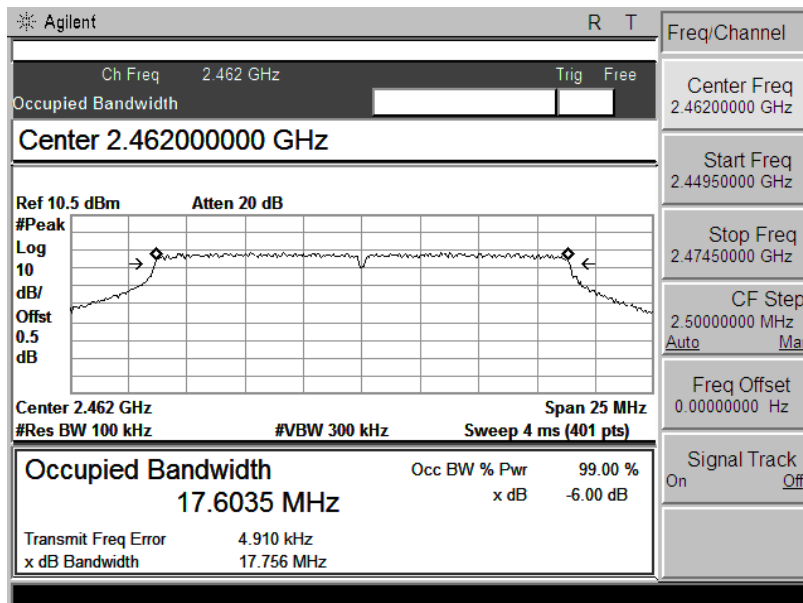 Agilent R T
Ch Freq 2.462 GHz Trig Free
Occupied Bandwidth
Center 2.462000000 GHz
Ref 10.5 dBm Atten 20 dB
#Peak
Log
10
dB/
Offst
0.5
dB
Center 2.462 GHz Span 25 MHz
#Res BW 100 kHz #VBW 300 kHz Sweep 4 ms (401 pts)
Occupied Bandwidth Occ BW % Pwr 99.00 %
17.6035 MHz x dB -6.00 dB
Transmit Freq Error 4.910 kHz
x dB Bandwidth 17.756 MHz
Freq/Channel
Center Freq
2.46200000 GHz
Start Freq
2.44950000 GHz
Stop Freq
2.47450000 GHz
CF Step
2.50000000 MHz
Auto Ma
Freq Offset
0.00000000 Hz
Signal Track
On Off